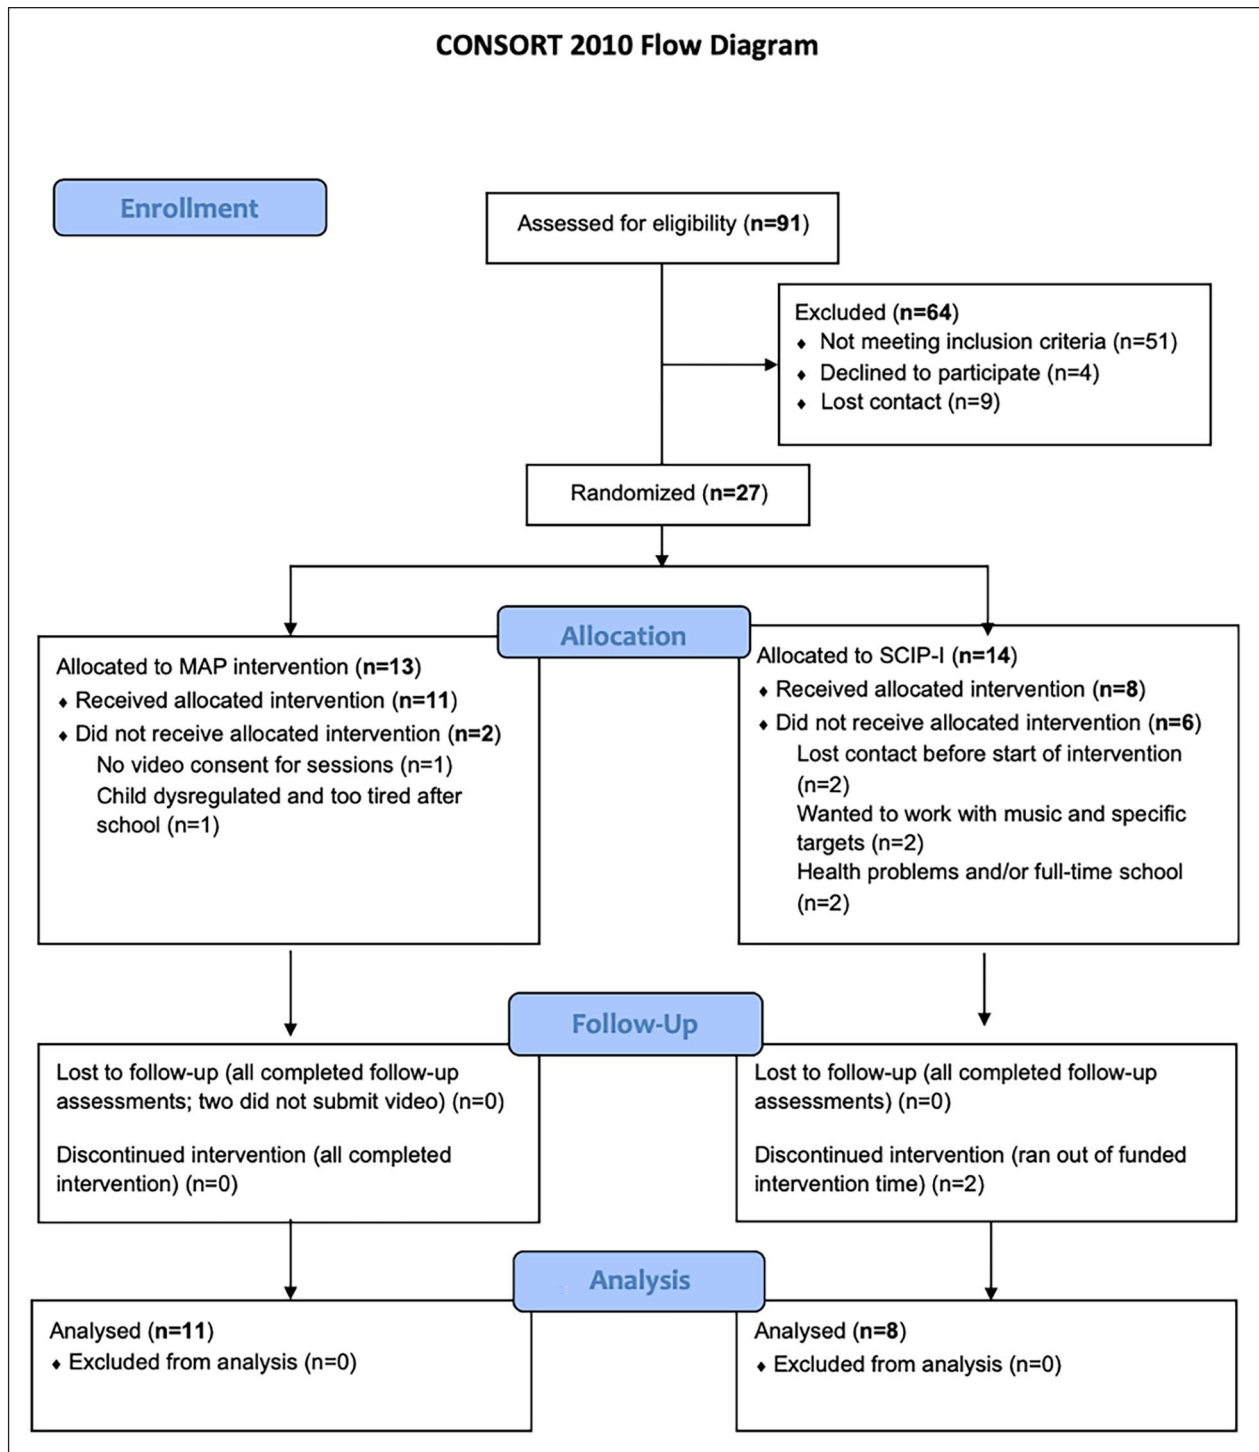 CONSORT 2010 Flow Diagram
Enrollment
Assessed for eligibility (n=91)
Excluded (n=64)
♦ Not meeting inclusion criteria (n=51)
♦ Declined to participate (n=4)
♦ Lost contact (n=9)
Randomized (n=27)
Allocation
Allocated to MAP intervention (n=13)
♦ Received allocated intervention (n=11)
♦ Did not receive allocated intervention (n=2)
No video consent for sessions (n=1)
Child dysregulated and too tired after
school (n=1)
Allocated to SCIP-I (n=14)
♦ Received allocated intervention (n=8)
♦ Did not receive allocated intervention (n=6)
Lost contact before start of intervention
(n=2)
Wanted to work with music and specific
targets (n=2)
Health problems and/or full-time school
(n=2)
Follow-Up
Lost to follow-up (all completed follow-up
assessments; two did not submit video) (n=0)
Discontinued intervention (all completed
intervention) (n=0)
Lost to follow-up (all completed follow-up
assessments) (n=0)
Discontinued intervention (ran out of funded
intervention time) (n=2)
Analysis
Analysed (n=11)
♦ Excluded from analysis (n=0)
Analysed (n=8)
♦ Excluded from analysis (n=0)